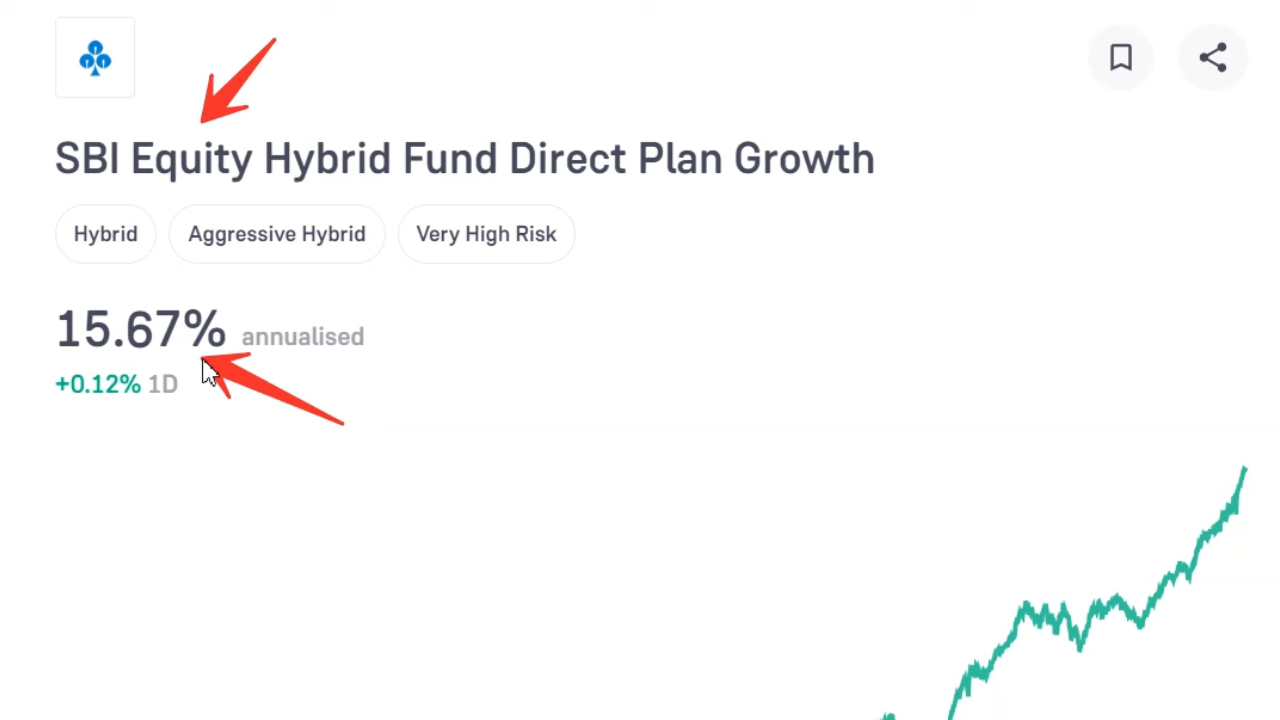 SBI Equity Hybrid Fund Direct Plan Growth
Hybrid Aggressive Hybrid Very High Risk
15.67% annualised
+0.12% 1D